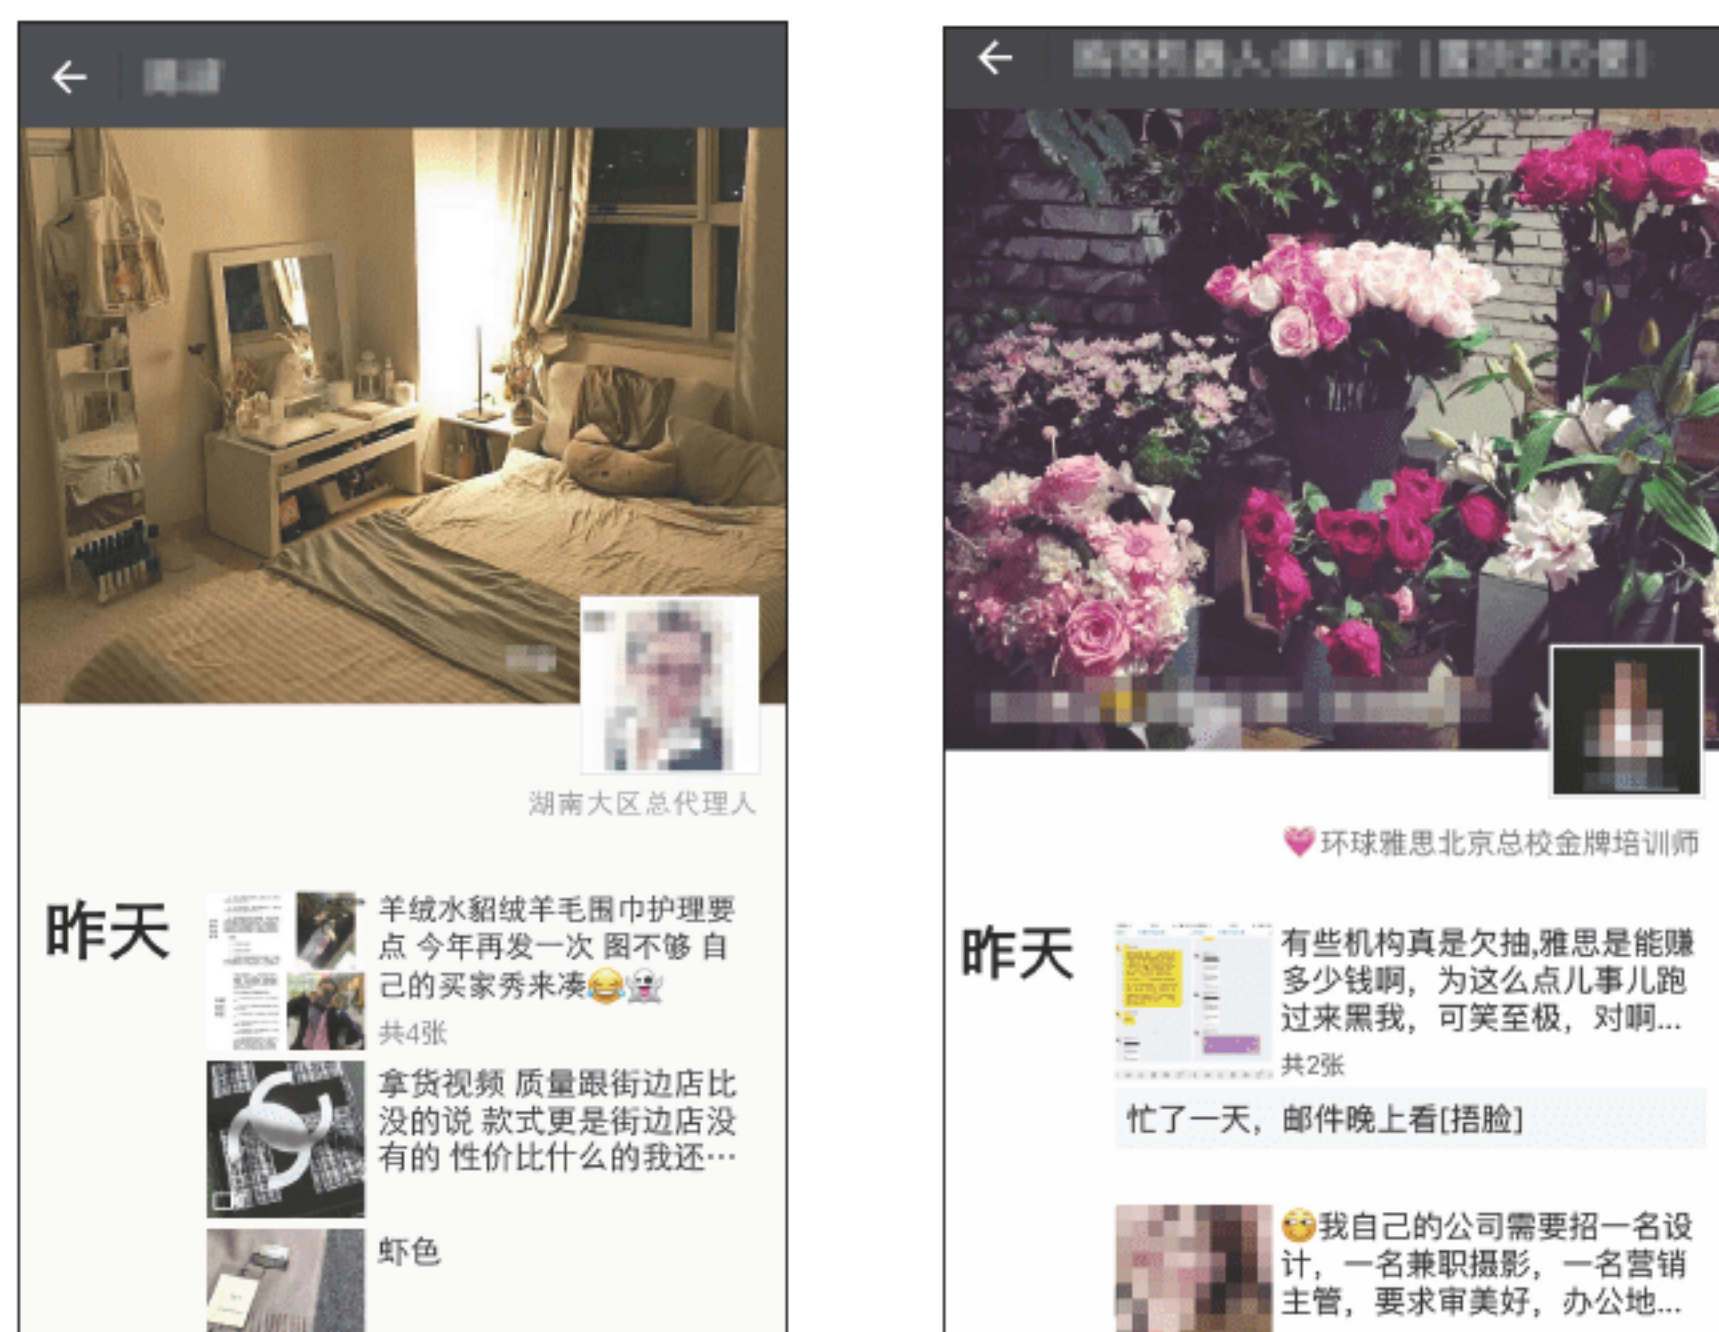 湖南大区总代理人
昨天
羊绒水貂绒羊毛围巾护理要
点 今年再发一次 图不够 自
己的买家秀来凑😂👻
共4张
拿货视频 质量跟街边店比
没的说 款式更是街边店没
有的 性价比什么的我还…
虾色
💗环球雅思北京总校金牌培训师
昨天
有些机构真是欠抽,雅思是能赚
多少钱啊，为这么点儿事儿跑
过来黑我，可笑至极，对啊...
共2张
忙了一天，邮件晚上看[捂脸]
🙄我自己的公司需要招一名设
计，一名兼职摄影，一名营销
主管，要求审美好，办公地...